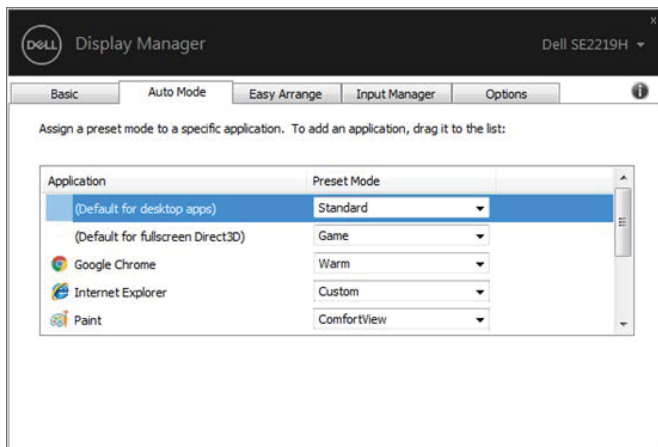 x
DELL Display Manager Dell SE2219H
Basic Auto Mode Easy Arrange Input Manager Options
Assign a preset mode to a specific application. To add an application, drag it to the list:
Application Preset Mode
(Default for desktop apps) Standard
(Default for fullscreen Direct3D) Game
Google Chrome Warm
Internet Explorer Custom
Paint ComfortView